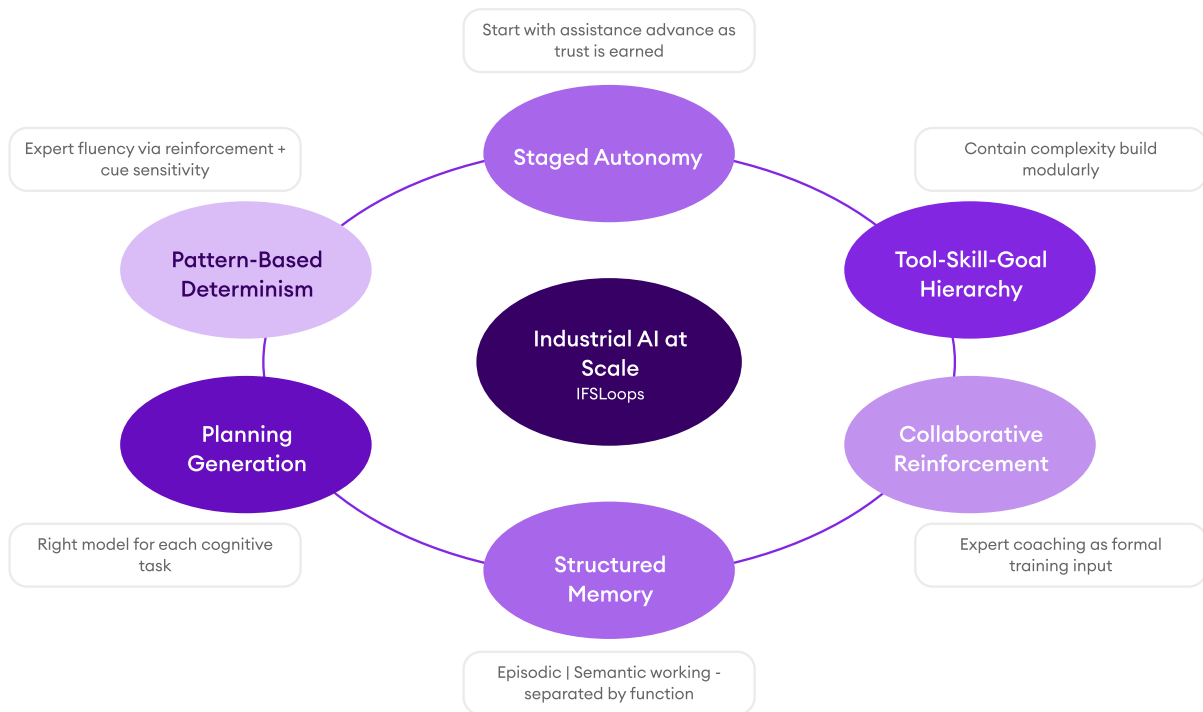 Start with assistance advance as
trust is earned
Staged Autonomy
Expert fluency via reinforcement +
cue sensitivity
Contain complexity build
modularly
Pattern-Based
Determinism
Tool-Skill-Goal
Hierarchy
Industrial AI at
Scale
IFSLoops
Planning
Generation
Collaborative
Reinforcement
Right model for each cognitive
task
Expert coaching as formal
training input
Structured
Memory
Episodic | Semantic working -
separated by function